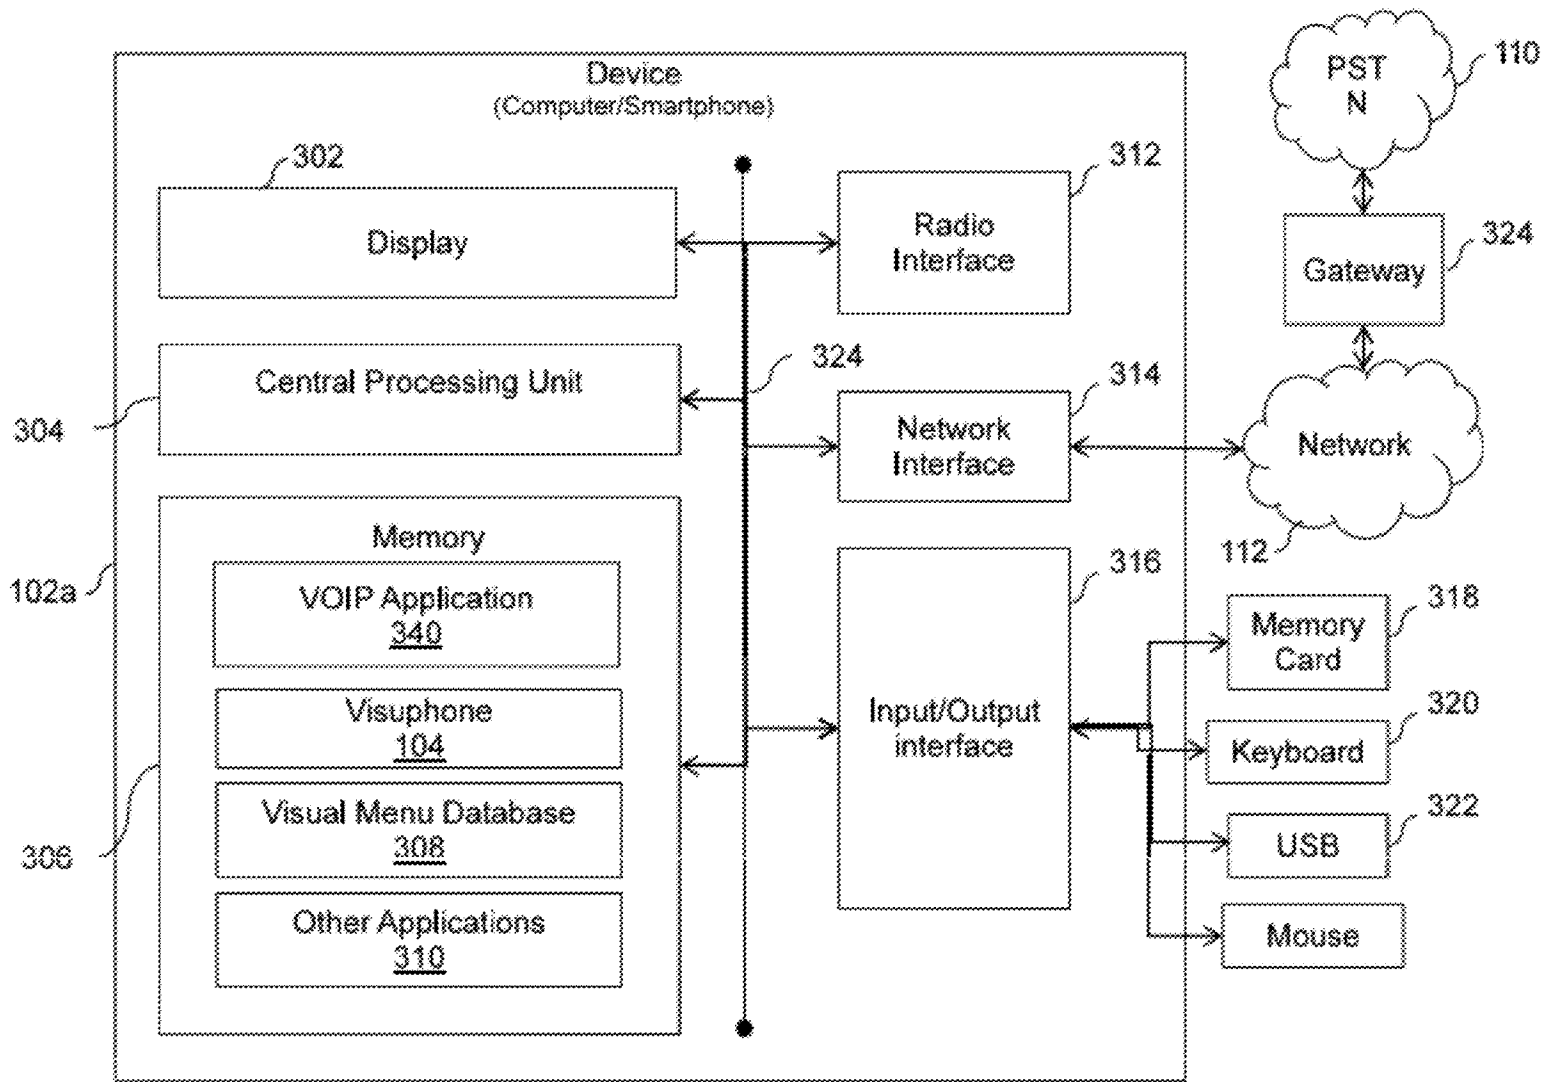 Device
(Computer/Smartphone)
PST
N
110
302
312
Display
Radio
Interface
Gateway
324
324
Central Processing Unit
304
314
Network
Interface
Network
112
Memory
102a
VOIP Application
340
316
318
Memory
Card
Visuphone
104
Input/Output
interface
320
Keyboard
Visual Menu Database
308
306
322
USB
Other Applications
310
Mouse